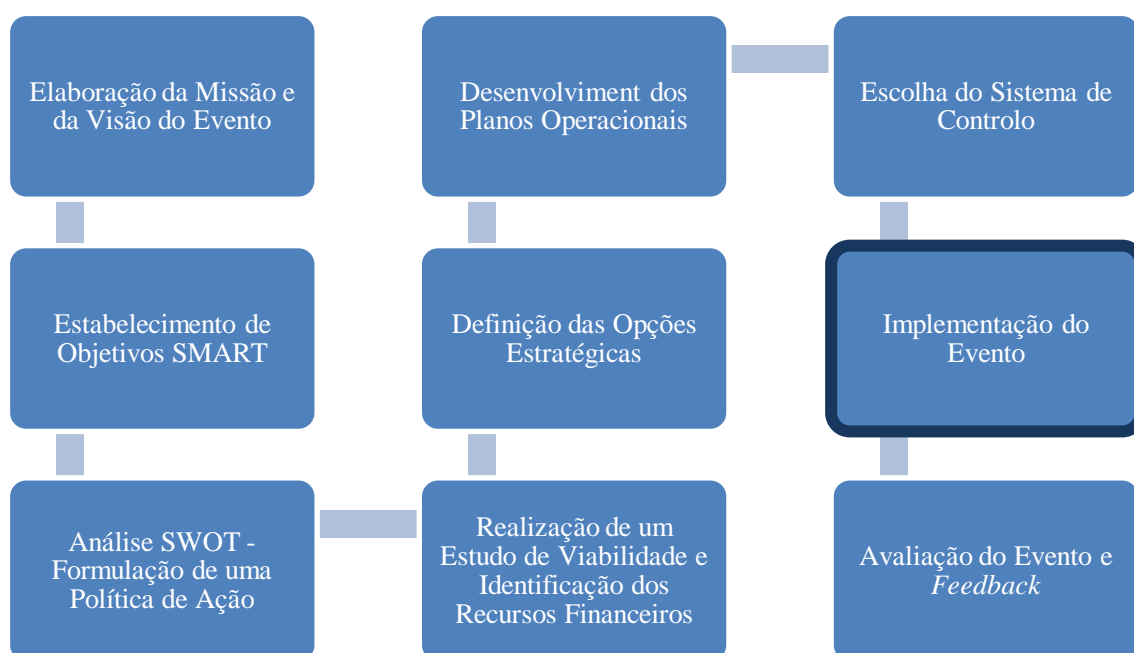 Elaboração da Missão e
da Visão do Evento
Estabelecimento de
Objetivos SMART
Análise SWOT -
Formulação de uma
Política de Ação
Realização de um
Estudo de Viabilidade e
Identificação dos
Recursos Financeiros
Definição das Opções
Estratégicas
Desenvolviment dos
Planos Operacionais
Escolha do Sistema de
Controlo
Implementação do
Evento
Avaliação do Evento e
Feedback